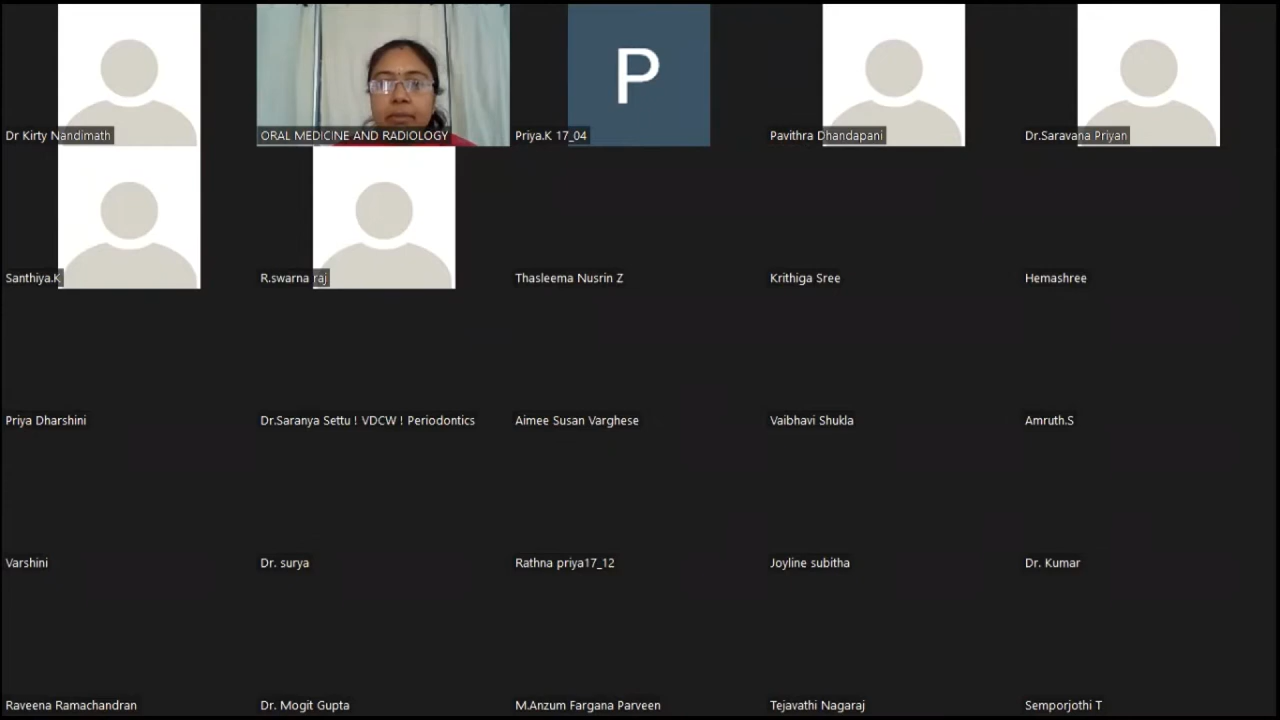 P
Dr Kirty Nandimath
ORAL MEDICINE AND RADIOLOGY
Priya.K 17_04
Pavithra Dhandapani
Dr.Saravana Priyan
Santhiya.K
R.swarna raj
Thasleema Nusrin Z
Krithiga Sree
Hemashree
Priya Dharshini
Dr.Saranya Settu ! VDCW ! Periodontics
Aimee Susan Varghese
Vaibhavi Shukla
Amruth.S
Varshini
Dr. surya
Rathna priya17_12
Joyline subitha
Dr. Kumar
Raveena Ramachandran
Dr. Mogit Gupta
M.Anzum Fargana Parveen
Tejavathi Nagaraj
Semporjothi T